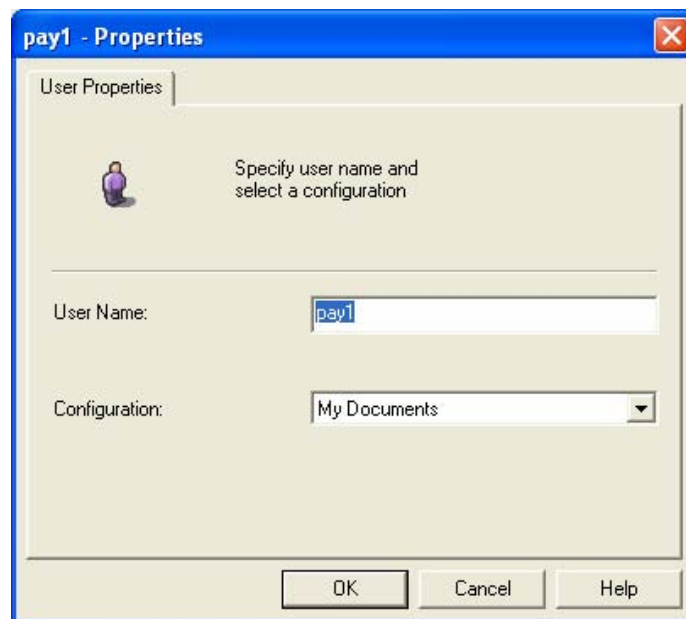 pay1 - Properties
User Properties
Specify user name and
select a configuration
User Name:
pay1
Configuration:
My Documents
OK
Cancel
Help